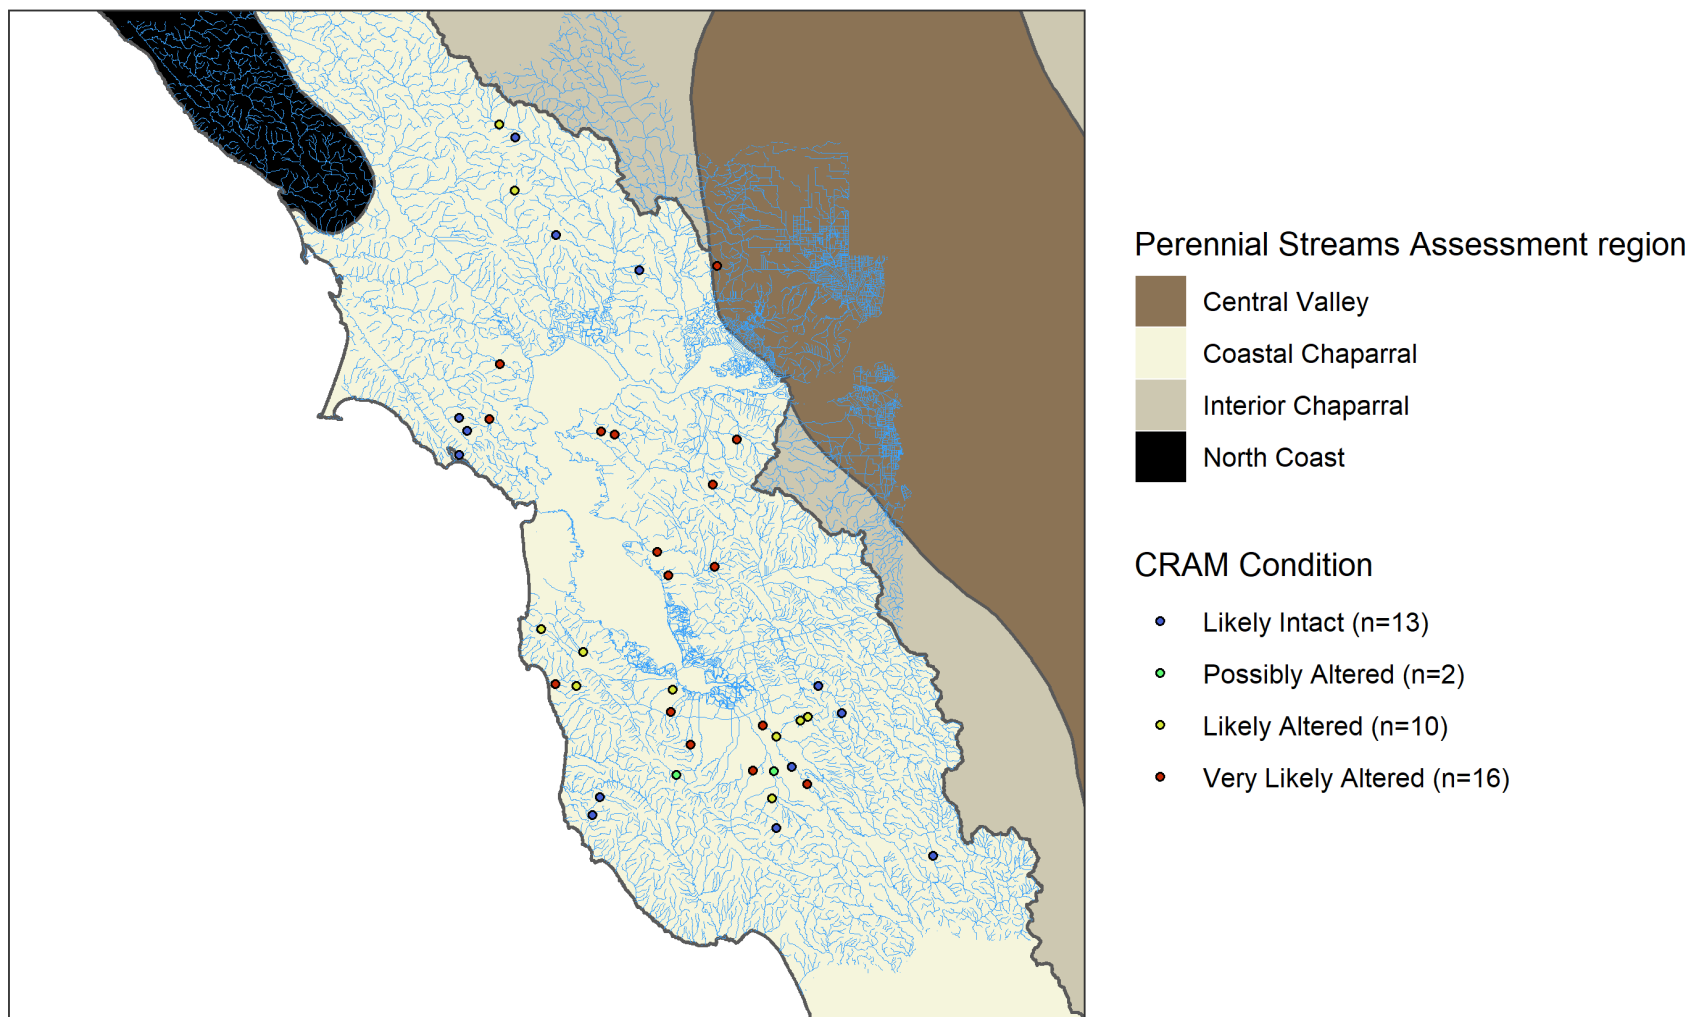 Perennial Streams Assessment region
Central Valley
Coastal Chaparral
Interior Chaparral
North Coast
CRAM Condition
Likely Intact (n=13)
Possibly Altered (n=2)
Likely Altered (n=10)
Very Likely Altered (n=16)